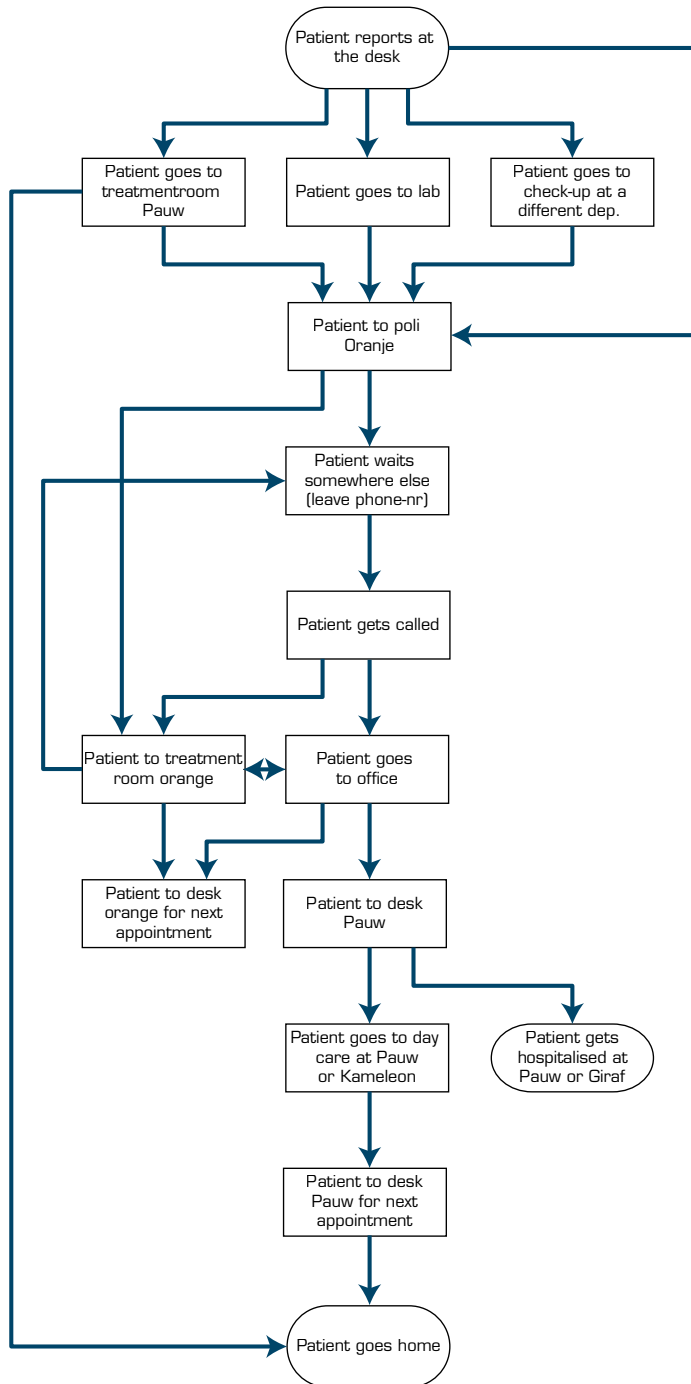 Patient reports at
the desk
Patient goes to
treatmentroom
Pauw
Patient goes to lab
Patient goes to
check-up at a
different dep.
Patient to poli
Oranje
Patient waits
somewhere else
(leave phone-nr)
Patient gets called
Patient to treatment
room orange
Patient goes
to office
Patient to desk
orange for next
appointment
Patient to desk
Pauw
Patient goes to day
care at Pauw
or Kameleon
Patient gets
hospitalised at
Pauw or Giraf
Patient to desk
Pauw for next
appointment
Patient goes home